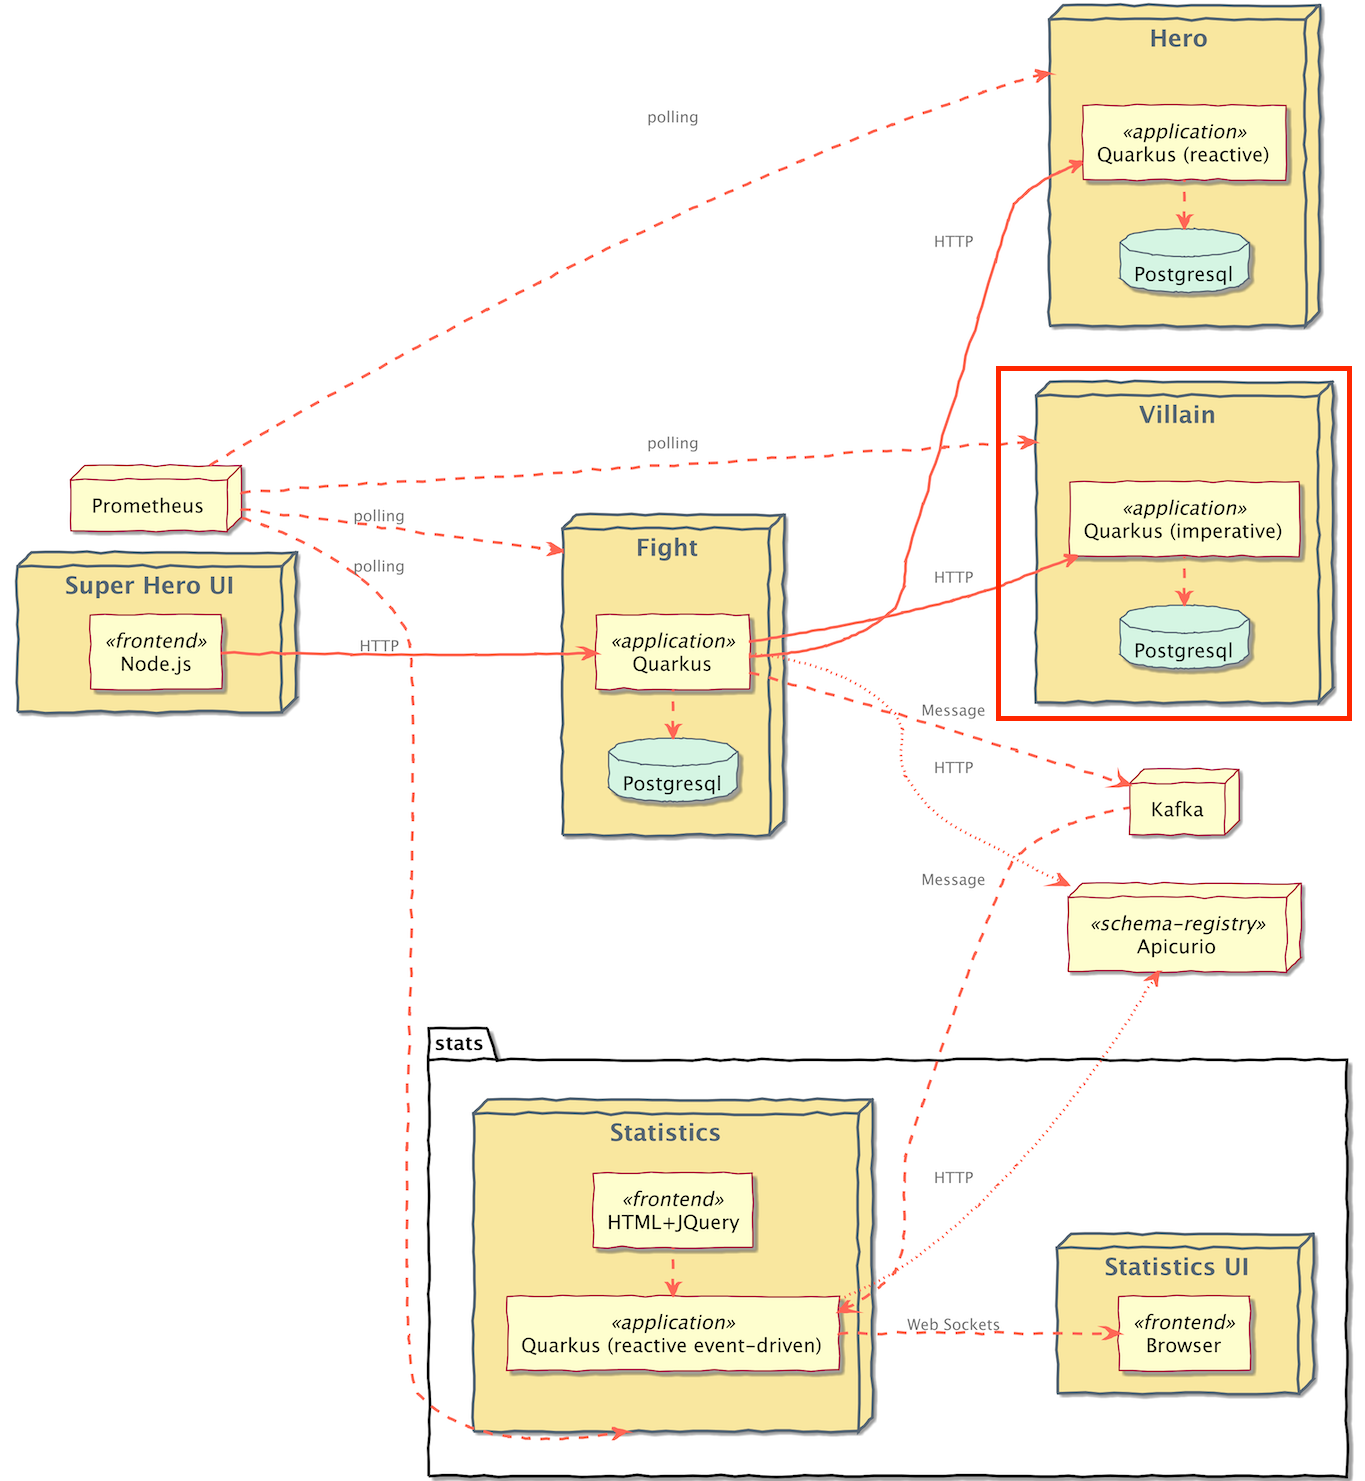 Hero
polling
«application»
Quarkus (reactive)
HTTP
Postgresql
Villain
polling
«application»
Quarkus (imperative)
Prometheus
polling
Fight
polling
HTTP
Super Hero UI
«frontend»
Node.js
HTTP
«application»
Quarkus
Postgresql
Message
HTTP
Postgresql
Kafka
Message
«schema-registry»
Apicurio
stats
Statistics
«frontend»
HTML+JQuery
HTTP
Statistics UI
«application»
Quarkus (reactive event-driven)
Web Sockets
«frontend»
Browser